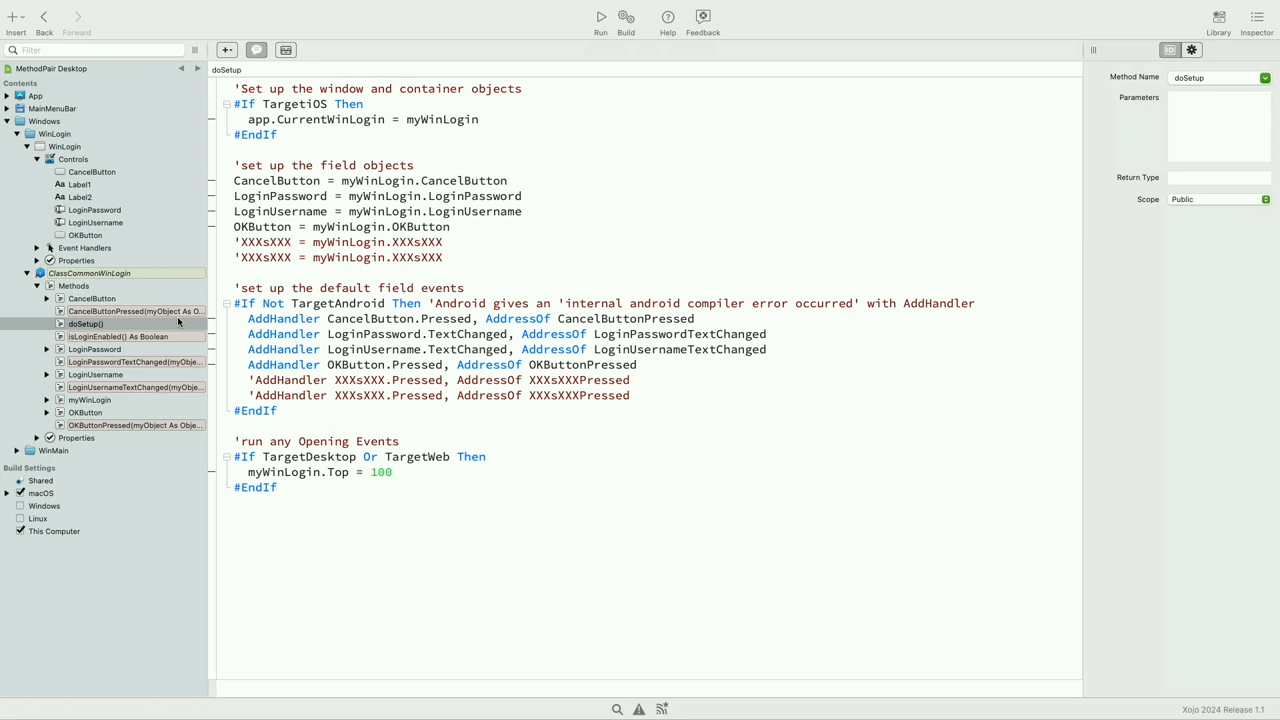 Insert
Back
Forward
Run
Build
Help
Feedback
Library
Inspector
Filter
MethodPair Desktop
Contents
App
MainMenuBar
Windows
WinLogin
WinLogin
Controls
CancelButton
Label1
Label2
LoginPassword
LoginUsername
OKButton
Event Handlers
Properties
ClassCommonWinLogin
Methods
CancelButton
CancelButtonPressed(myObject As O...
doSetup()
isLoginEnabled() As Boolean
LoginPassword
LoginPasswordTextChanged(myObje...
LoginUsername
LoginUsernameTextChanged(myObje...
myWinLogin
OKButton
OKButtonPressed(myObject As Obje...
Properties
WinMain
Build Settings
Shared
macOS
Windows
Linux
This Computer
doSetup
'Set up the window and container objects
#If TargetiOS Then
app.CurrentWinLogin = myWinLogin
#EndIf
'set up the field objects
CancelButton = myWinLogin.CancelButton
LoginPassword = myWinLogin.LoginPassword
LoginUsername = myWinLogin.LoginUsername
OKButton = myWinLogin.OKButton
'XXXsXXX = myWinLogin.XXXsXXX
'XXXsXXX = myWinLogin.XXXsXXX
'set up the default field events
#If Not TargetAndroid Then 'Android gives an 'internal android compiler error occurred' with AddHandler
AddHandler CancelButton.Pressed, AddressOf CancelButtonPressed
AddHandler LoginPassword.TextChanged, AddressOf LoginPasswordTextChanged
AddHandler LoginUsername.TextChanged, AddressOf LoginUsernameTextChanged
AddHandler OKButton.Pressed, AddressOf OKButtonPressed
'AddHandler XXXsXXX.Pressed, AddressOf XXXsXXXPressed
'AddHandler XXXsXXX.Pressed, AddressOf XXXsXXXPressed
#EndIf
'run any Opening Events
#If TargetDesktop Or TargetWeb Then
myWinLogin.Top = 100
#EndIf
Method Name
doSetup
Parameters
Return Type
Scope
Public
Xojo 2024 Release 1.1